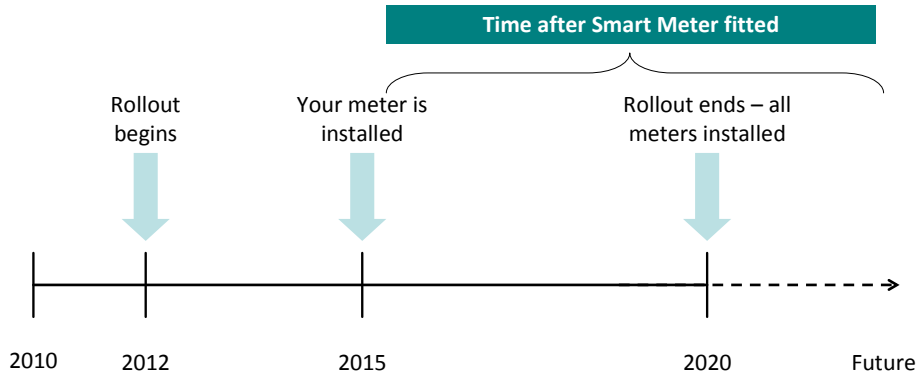 Time after Smart Meter fitted
Rollout
begins
Your meter is
installed
Rollout ends – all
meters installed
2010
2012
2015
2020
Future